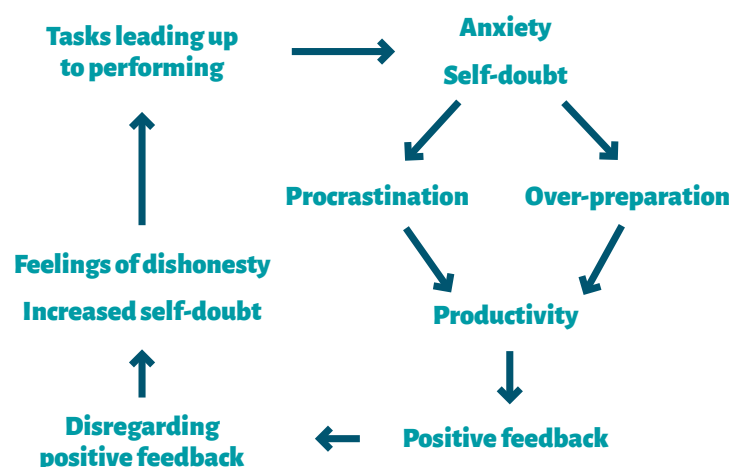 Tasks leading up
to performing
Anxiety
Self-doubt
Procrastination
Over-preparation
Feelings of dishonesty
Increased self-doubt
Productivity
Disregarding
positive feedback
Positive feedback